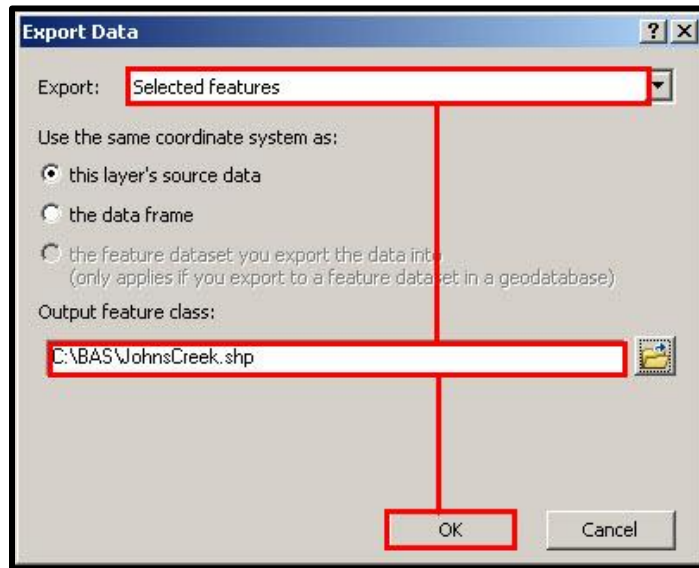 Export Data
Export: Selected features
Use the same coordinate system as:
this layer's source data
the data frame
the feature dataset you export the data into
(only applies if you export to a feature dataset in a geodatabase)
Output feature class:
C:\BAS\JohnsCreek.shp
OK Cancel